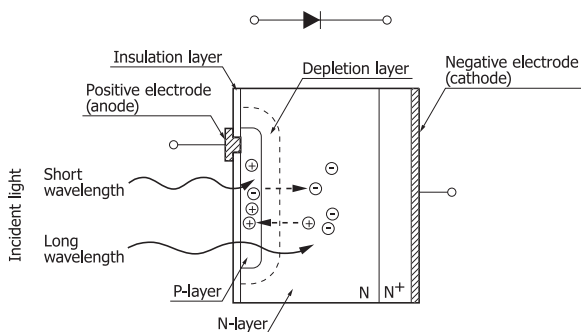 Insulation layer
Depletion layer
Negative electrode
(cathode)
Positive electrode
(anode)
Incident light
Short
wavelength
Long
wavelength
P-layer
N-layer
N
N+
+
-
+
+
-
-
+
-
-